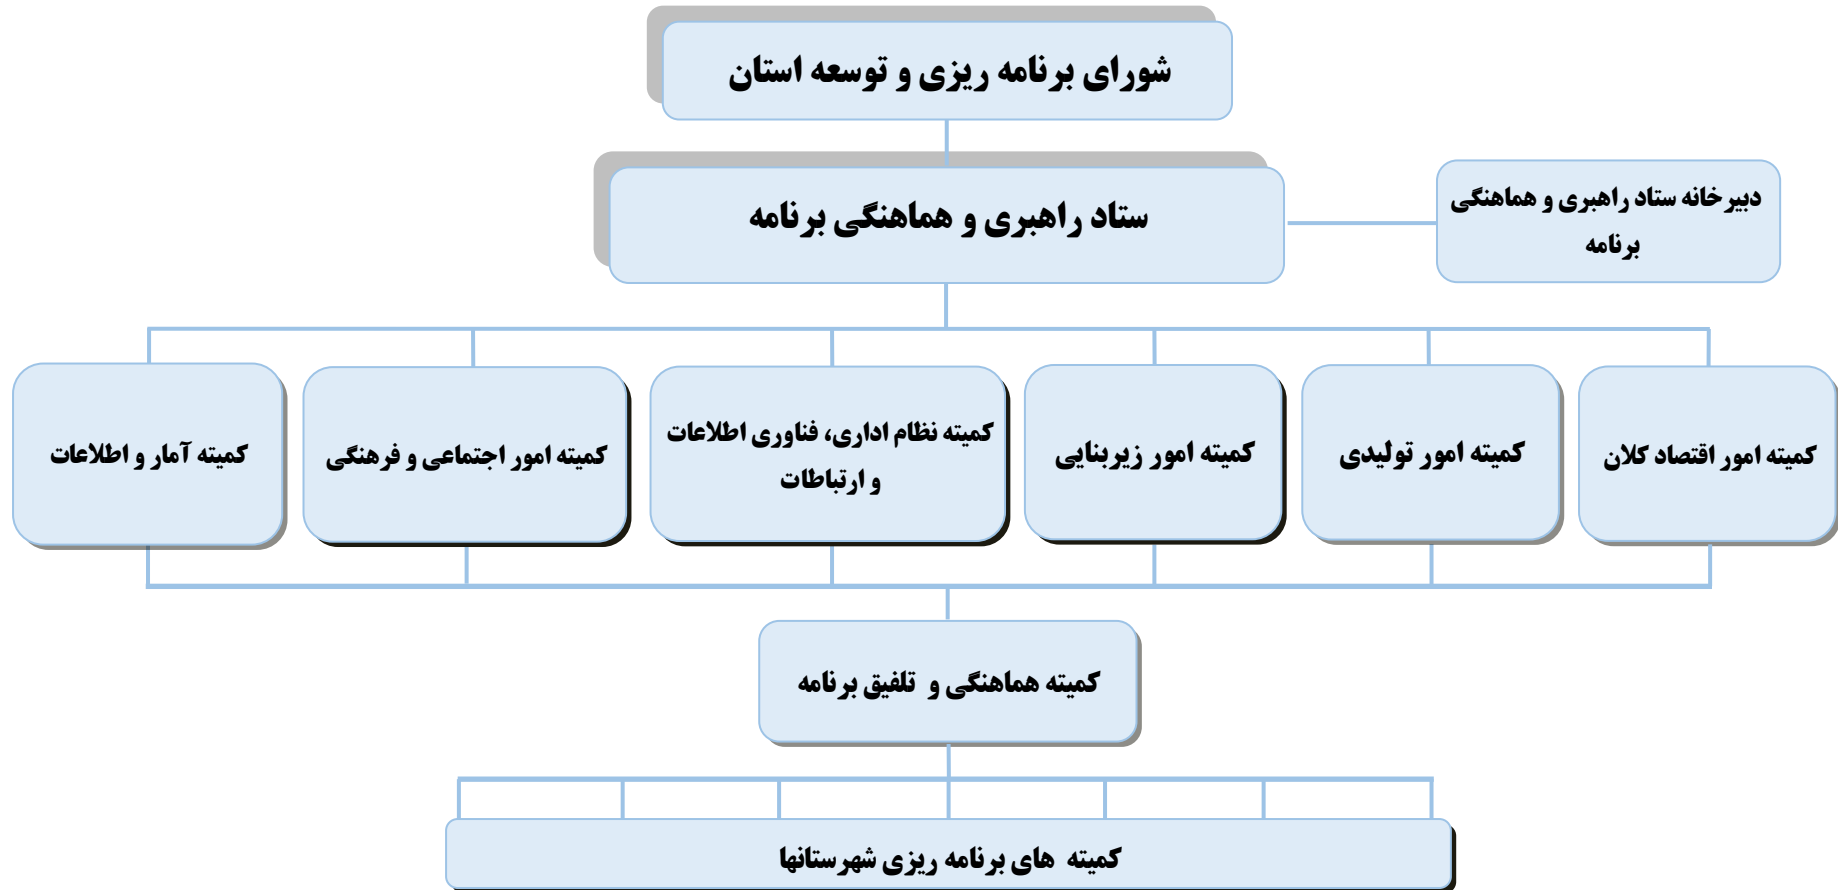 شورای برنامه ریزی و توسعه استان
ستاد راهبری و هماهنگی برنامه
دبیرخانه ستاد راهبری و هماهنگی
برنامه
کمیته امور اقتصاد کلان
کمیته امور تولیدی
کمیته امور زیربنایی
کمیته نظام اداری، فناوری اطلاعات
و ارتباطات
کمیته امور اجتماعی و فرهنگی
کمیته آمار و اطلاعات
کمیته هماهنگی و تلفیق برنامه
کمیته های برنامه ریزی شهرستانها